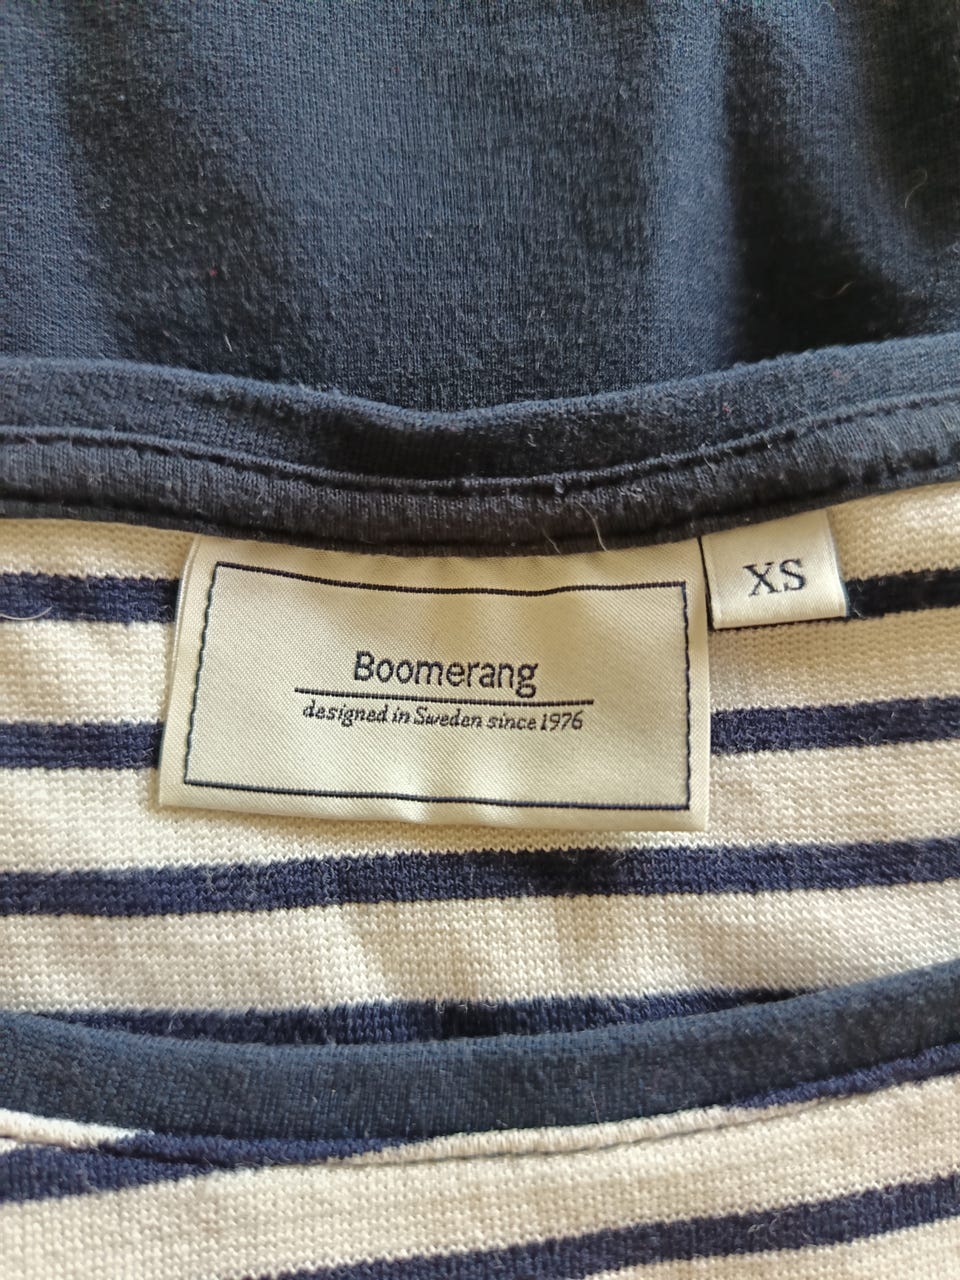 Boomerang
designed in Sweden since 1976
XS